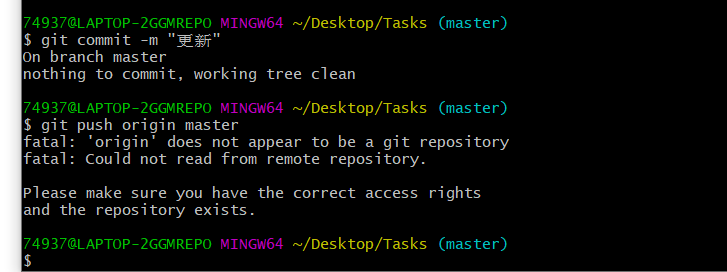 74937@LAPTOP-2GGMREPO MINGW64 ~/Desktop/Tasks (master)
$ git commit -m "更新"
On branch master
nothing to commit, working tree clean
74937@LAPTOP-2GGMREPO MINGW64 ~/Desktop/Tasks (master)
$ git push origin master
fatal: 'origin' does not appear to be a git repository
fatal: Could not read from remote repository.
Please make sure you have the correct access rights
and the repository exists.
74937@LAPTOP-2GGMREPO MINGW64 ~/Desktop/Tasks (master)
$